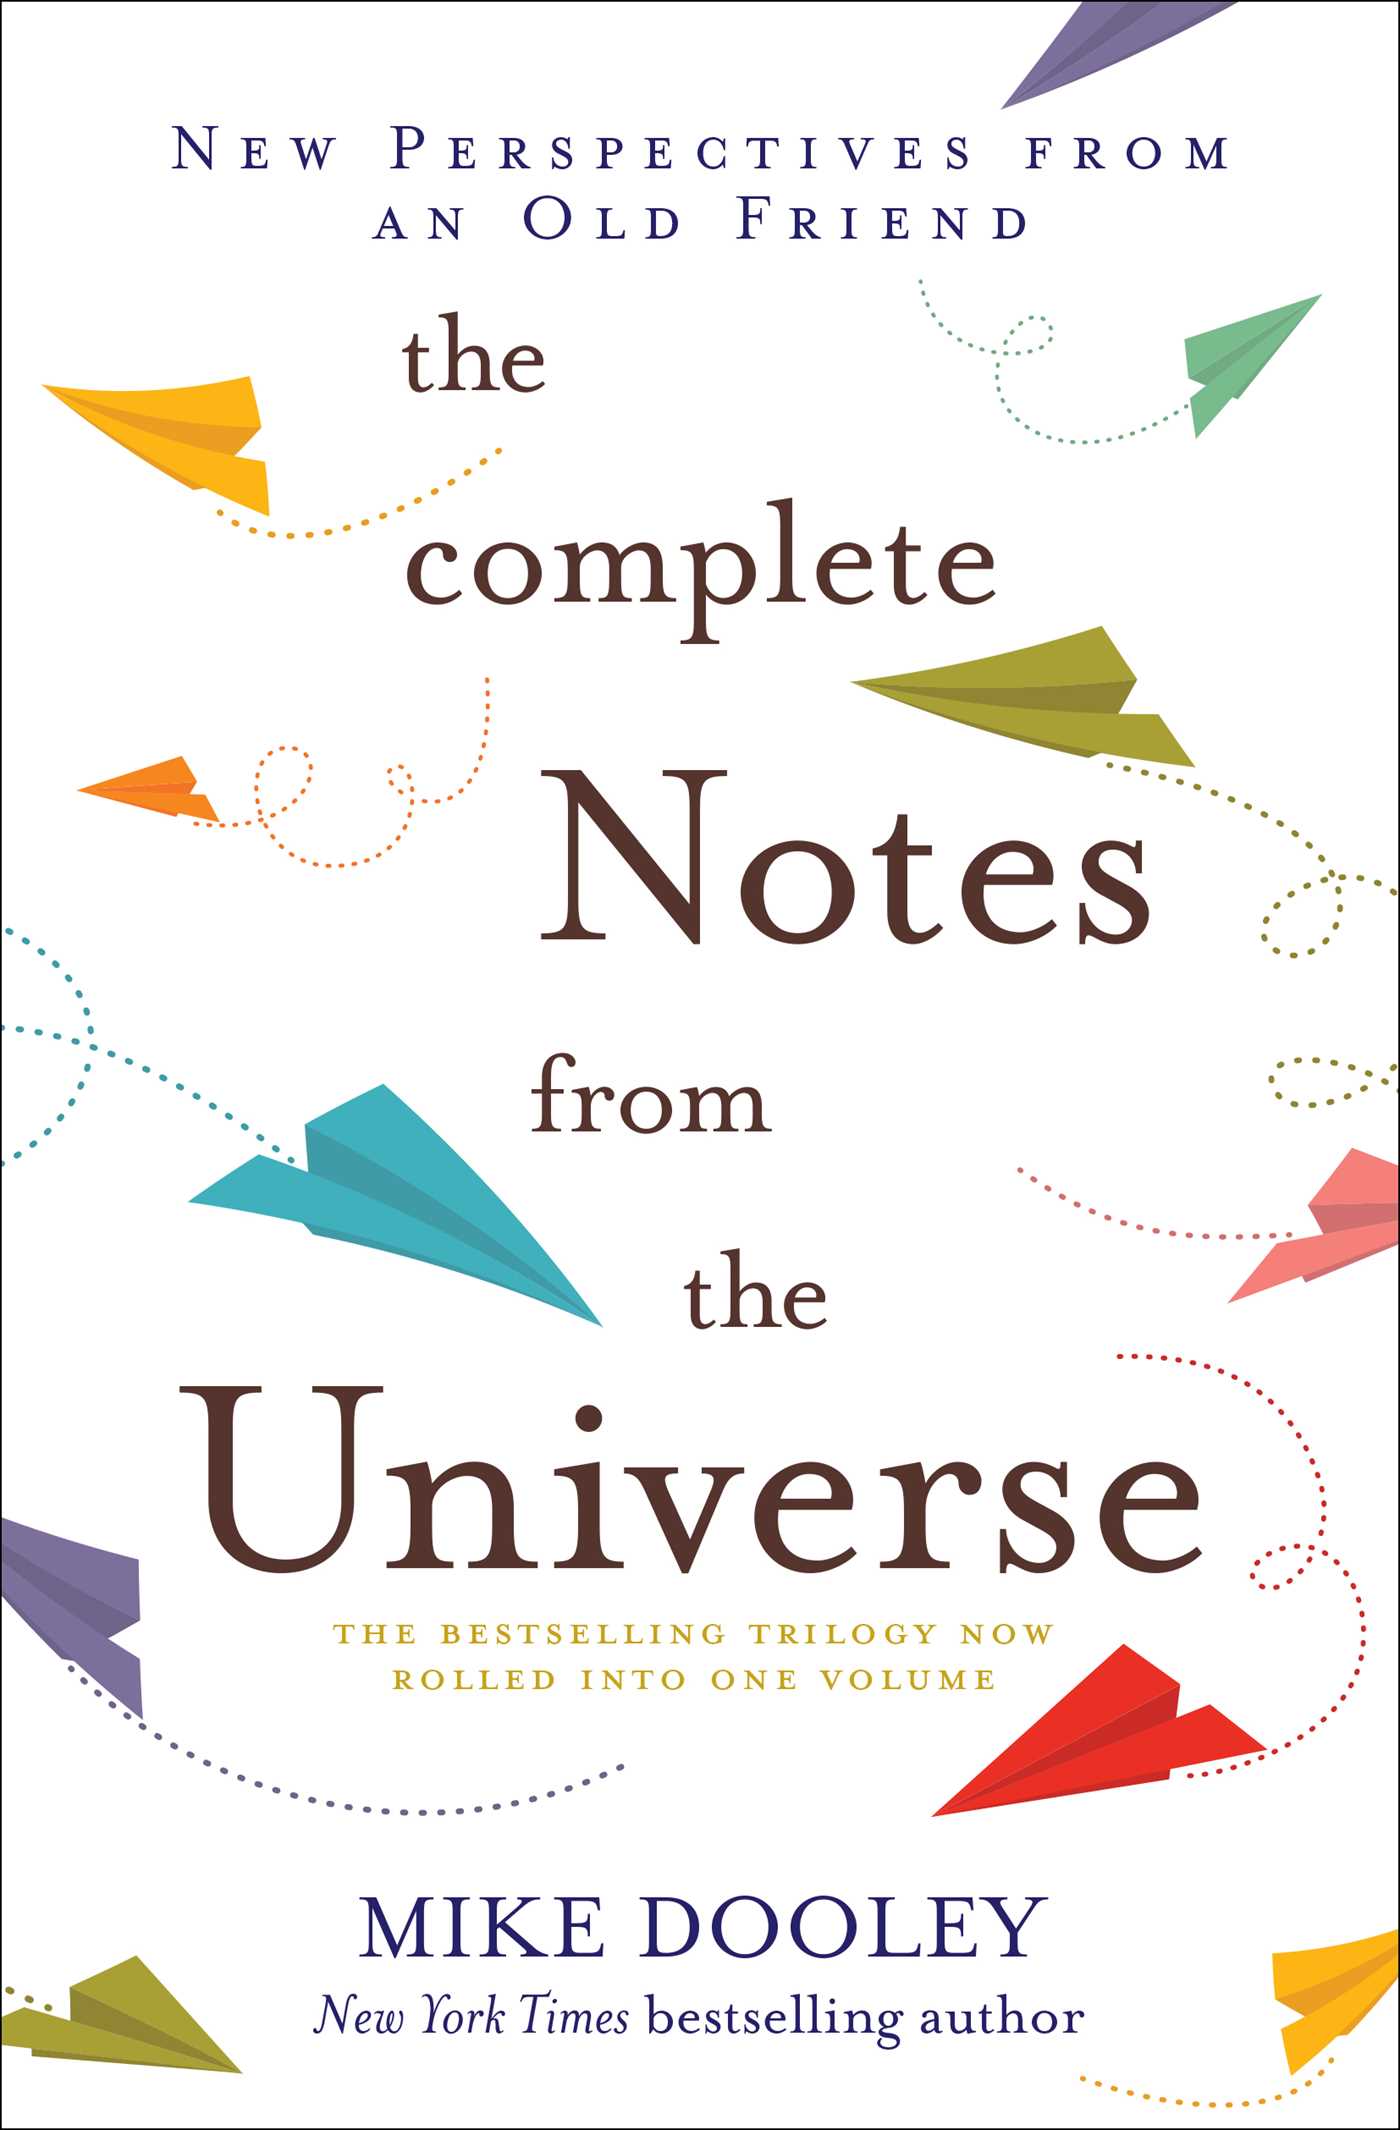 New Perspectives from
an Old Friend
the
complete
Notes
from
the
Universe
THE BESTSELLING TRILOGY NOW
ROLLED INTO ONE VOLUME
MIKE DOOLEY
New York Times bestselling author